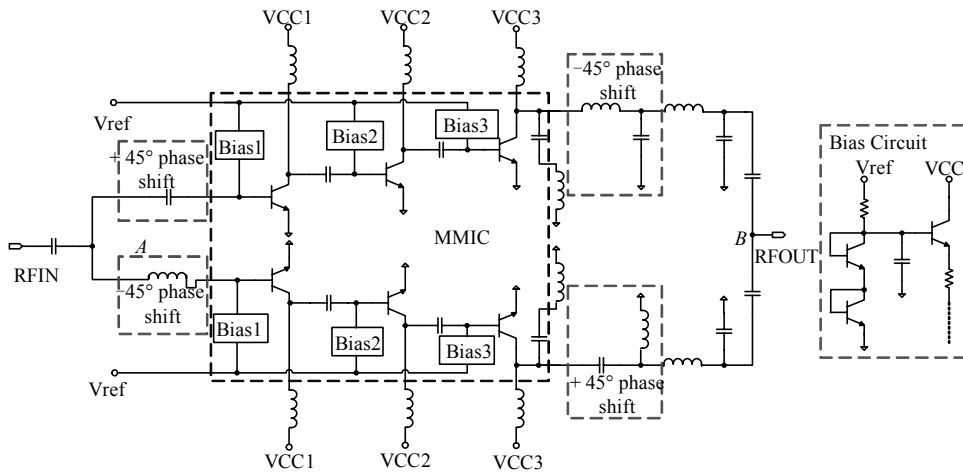 VCC1
VCC2
VCC3
−45° phase
shift
Vref
Bias1
Bias2
Bias3
Bias Circuit
Vref
VCC
+ 45° phase
shift
A
MMIC
B
RFIN
RFOUT
−45° phase
shift
Bias1
Bias2
Bias3
Vref
+ 45° phase
shift
VCC1
VCC2
VCC3